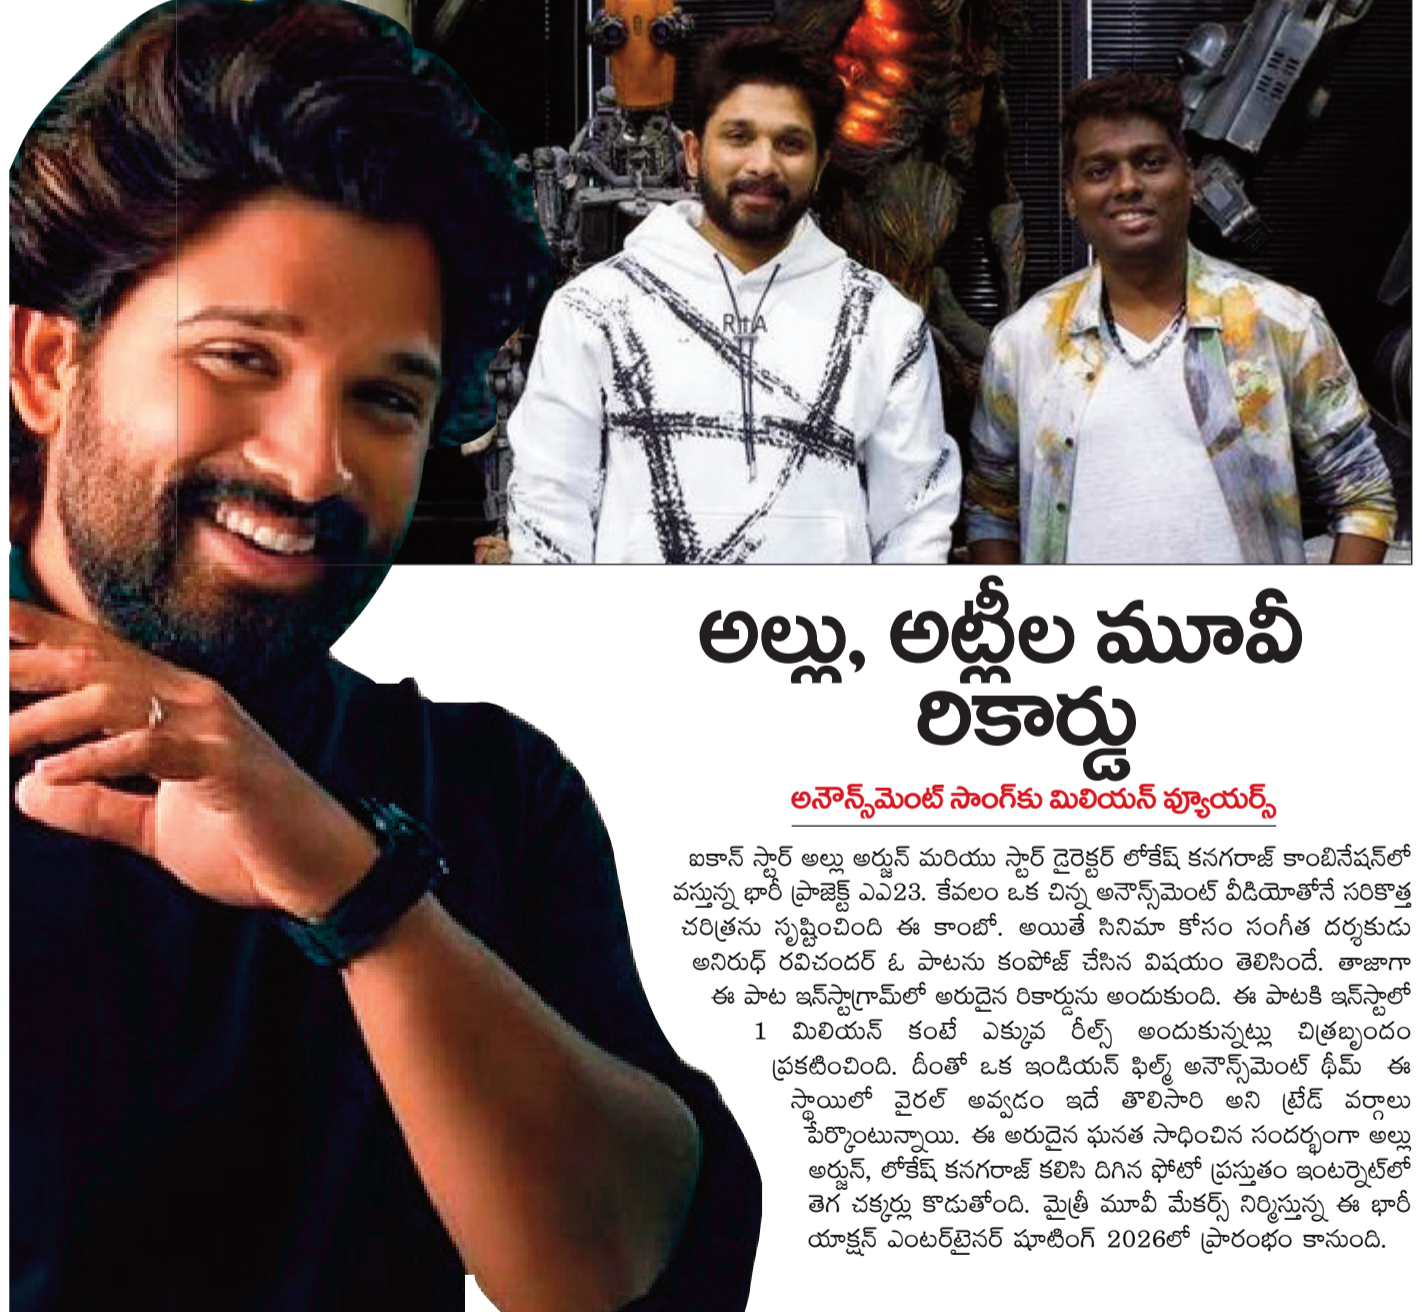 R+A
అల్లు, అట్లీల మూవీ
రికార్డు
అనౌన్స్‌మెంట్ సాంగ్‌కు మిలియన్ వ్యూయర్స్
ఐకాన్ స్టార్ అల్లు అర్జున్ మరియు స్టార్ డైరెక్టర్ లోకేష్ కనగరాజ్ కాంబినేషన్‌లో
వస్తున్న భారీ ప్రాజెక్ట్ ఎఎ23. కేవలం ఒక చిన్న అనౌన్స్‌మెంట్ వీడియోతోనే సరికొత్త
చరిత్రను సృష్టించింది ఈ కాంబో. అయితే సినిమా కోసం సంగీత దర్శకుడు
అనిరుధ్ రవిచందర్ ఓ పాటను కంపోజ్ చేసిన విషయం తెలిసిందే. తాజాగా
ఈ పాట ఇన్‌స్టాగ్రామ్‌లో అరుదైన రికార్డును అందుకుంది. ఈ పాటకి ఇన్‌స్టాలో
1 మిలియన్ కంటే ఎక్కువ రీల్స్ అందుకున్నట్లు చిత్రబృందం
ప్రకటించింది. దీంతో ఒక ఇండియన్ ఫిల్మ్ అనౌన్స్‌మెంట్ థీమ్ ఈ
స్థాయిలో వైరల్ అవ్వడం ఇదే తొలిసారి అని ట్రేడ్ వర్గాలు
పేర్కొంటున్నాయి. ఈ అరుదైన ఘనత సాధించిన సందర్భంగా అల్లు
అర్జున్, లోకేష్ కనగరాజ్ కలిసి దిగిన ఫోటో ప్రస్తుతం ఇంటర్నెట్‌లో
తెగ చక్కర్లు కొడుతోంది. మైత్రీ మూవీ మేకర్స్ నిర్మిస్తున్న ఈ భారీ
యాక్షన్ ఎంటర్‌టైనర్ షూటింగ్ 2026లో ప్రారంభం కానుంది.